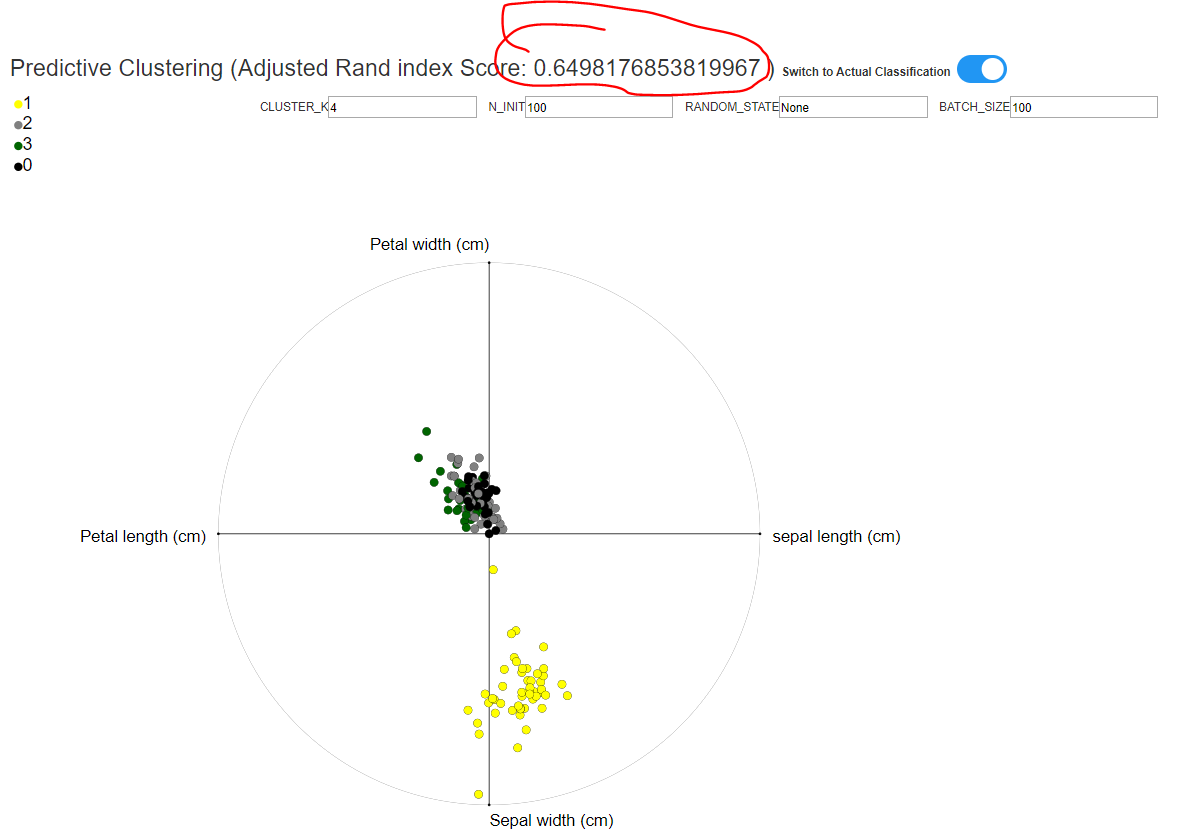 Predictive Clustering (Adjusted Rand index Score: 0.6498176853819967 ) Switch to Actual Classification
1
CLUSTER_K 4 N_INIT 100 RANDOM_STATE None BATCH_SIZE 100
2
3
0
Petal width (cm)
Petal length (cm) sepal length (cm)
Sepal width (cm)